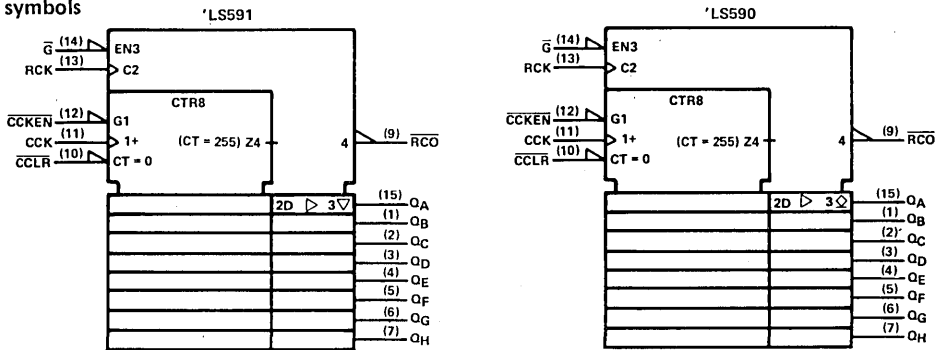 symbols
'LS591
G (14) EN3
RCK (13) C2
CTR8
CCKEN (12) G1
CCK (11) 1+ (CT = 255) Z4 4 (9) RCO
CCLR (10) CT = 0
2D ▷ 3 ▽ (15) QA
(1) QB
(2) QC
(3) QD
(4) QE
(5) QF
(6) QG
(7) QH
'LS590
G (14) EN3
RCK (13) C2
CTR8
CCKEN (12) G1
CCK (11) 1+ (CT = 255) Z4 4 (9) RCO
CCLR (10) CT = 0
2D ▷ 3 ◇ (15) QA
(1) QB
(2) QC
(3) QD
(4) QE
(5) QF
(6) QG
(7) QH